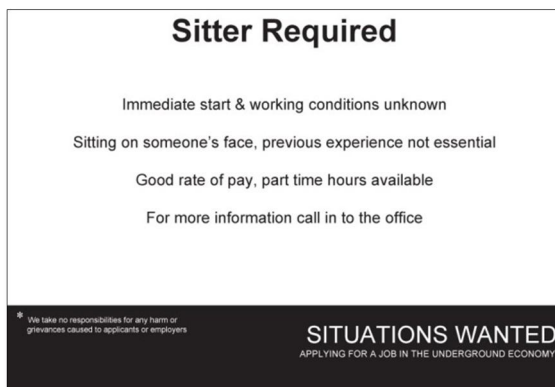 Sitter Required
Immediate start & working conditions unknown
Sitting on someone's face, previous experience not essential
Good rate of pay, part time hours available
For more information call in to the office
* We take no responsibilities for any harm or
grievances caused to applicants or employers
SITUATIONS WANTED
APPLYING FOR A JOB IN THE UNDERGROUND ECONOMY